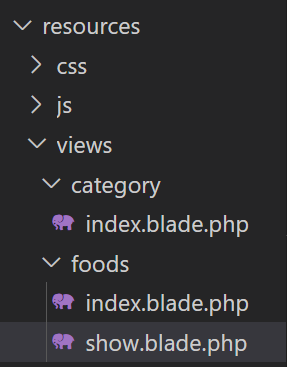 resources
css
js
views
category
index.blade.php
foods
index.blade.php
show.blade.php